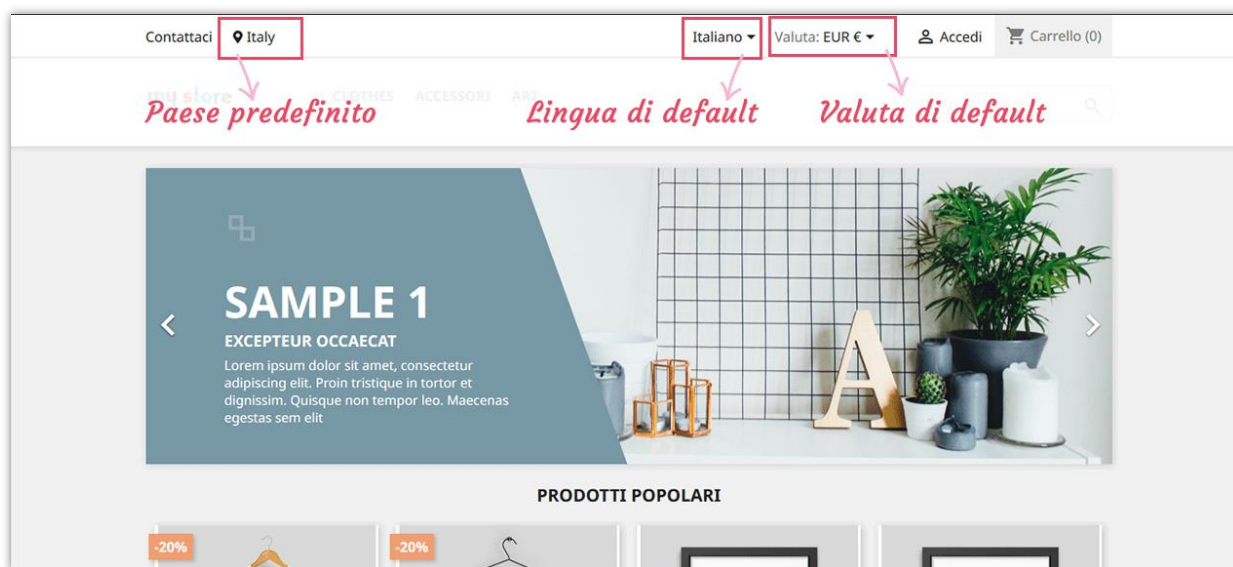 Contattaci Italy Italiano Valuta: EUR € Accedi Carrello (0)
my store CLOTHES ACCESSORI ART
Paese predefinito Lingua di default Valuta di default
SAMPLE 1
EXCEPTEUR OCCAECAT
Lorem ipsum dolor sit amet, consectetur
adipiscing elit. Proin tristique in tortor et
dignissim. Quisque non tempor leo. Maecenas
egestas sem elit
A
PRODOTTI POPOLARI
-20% -20%